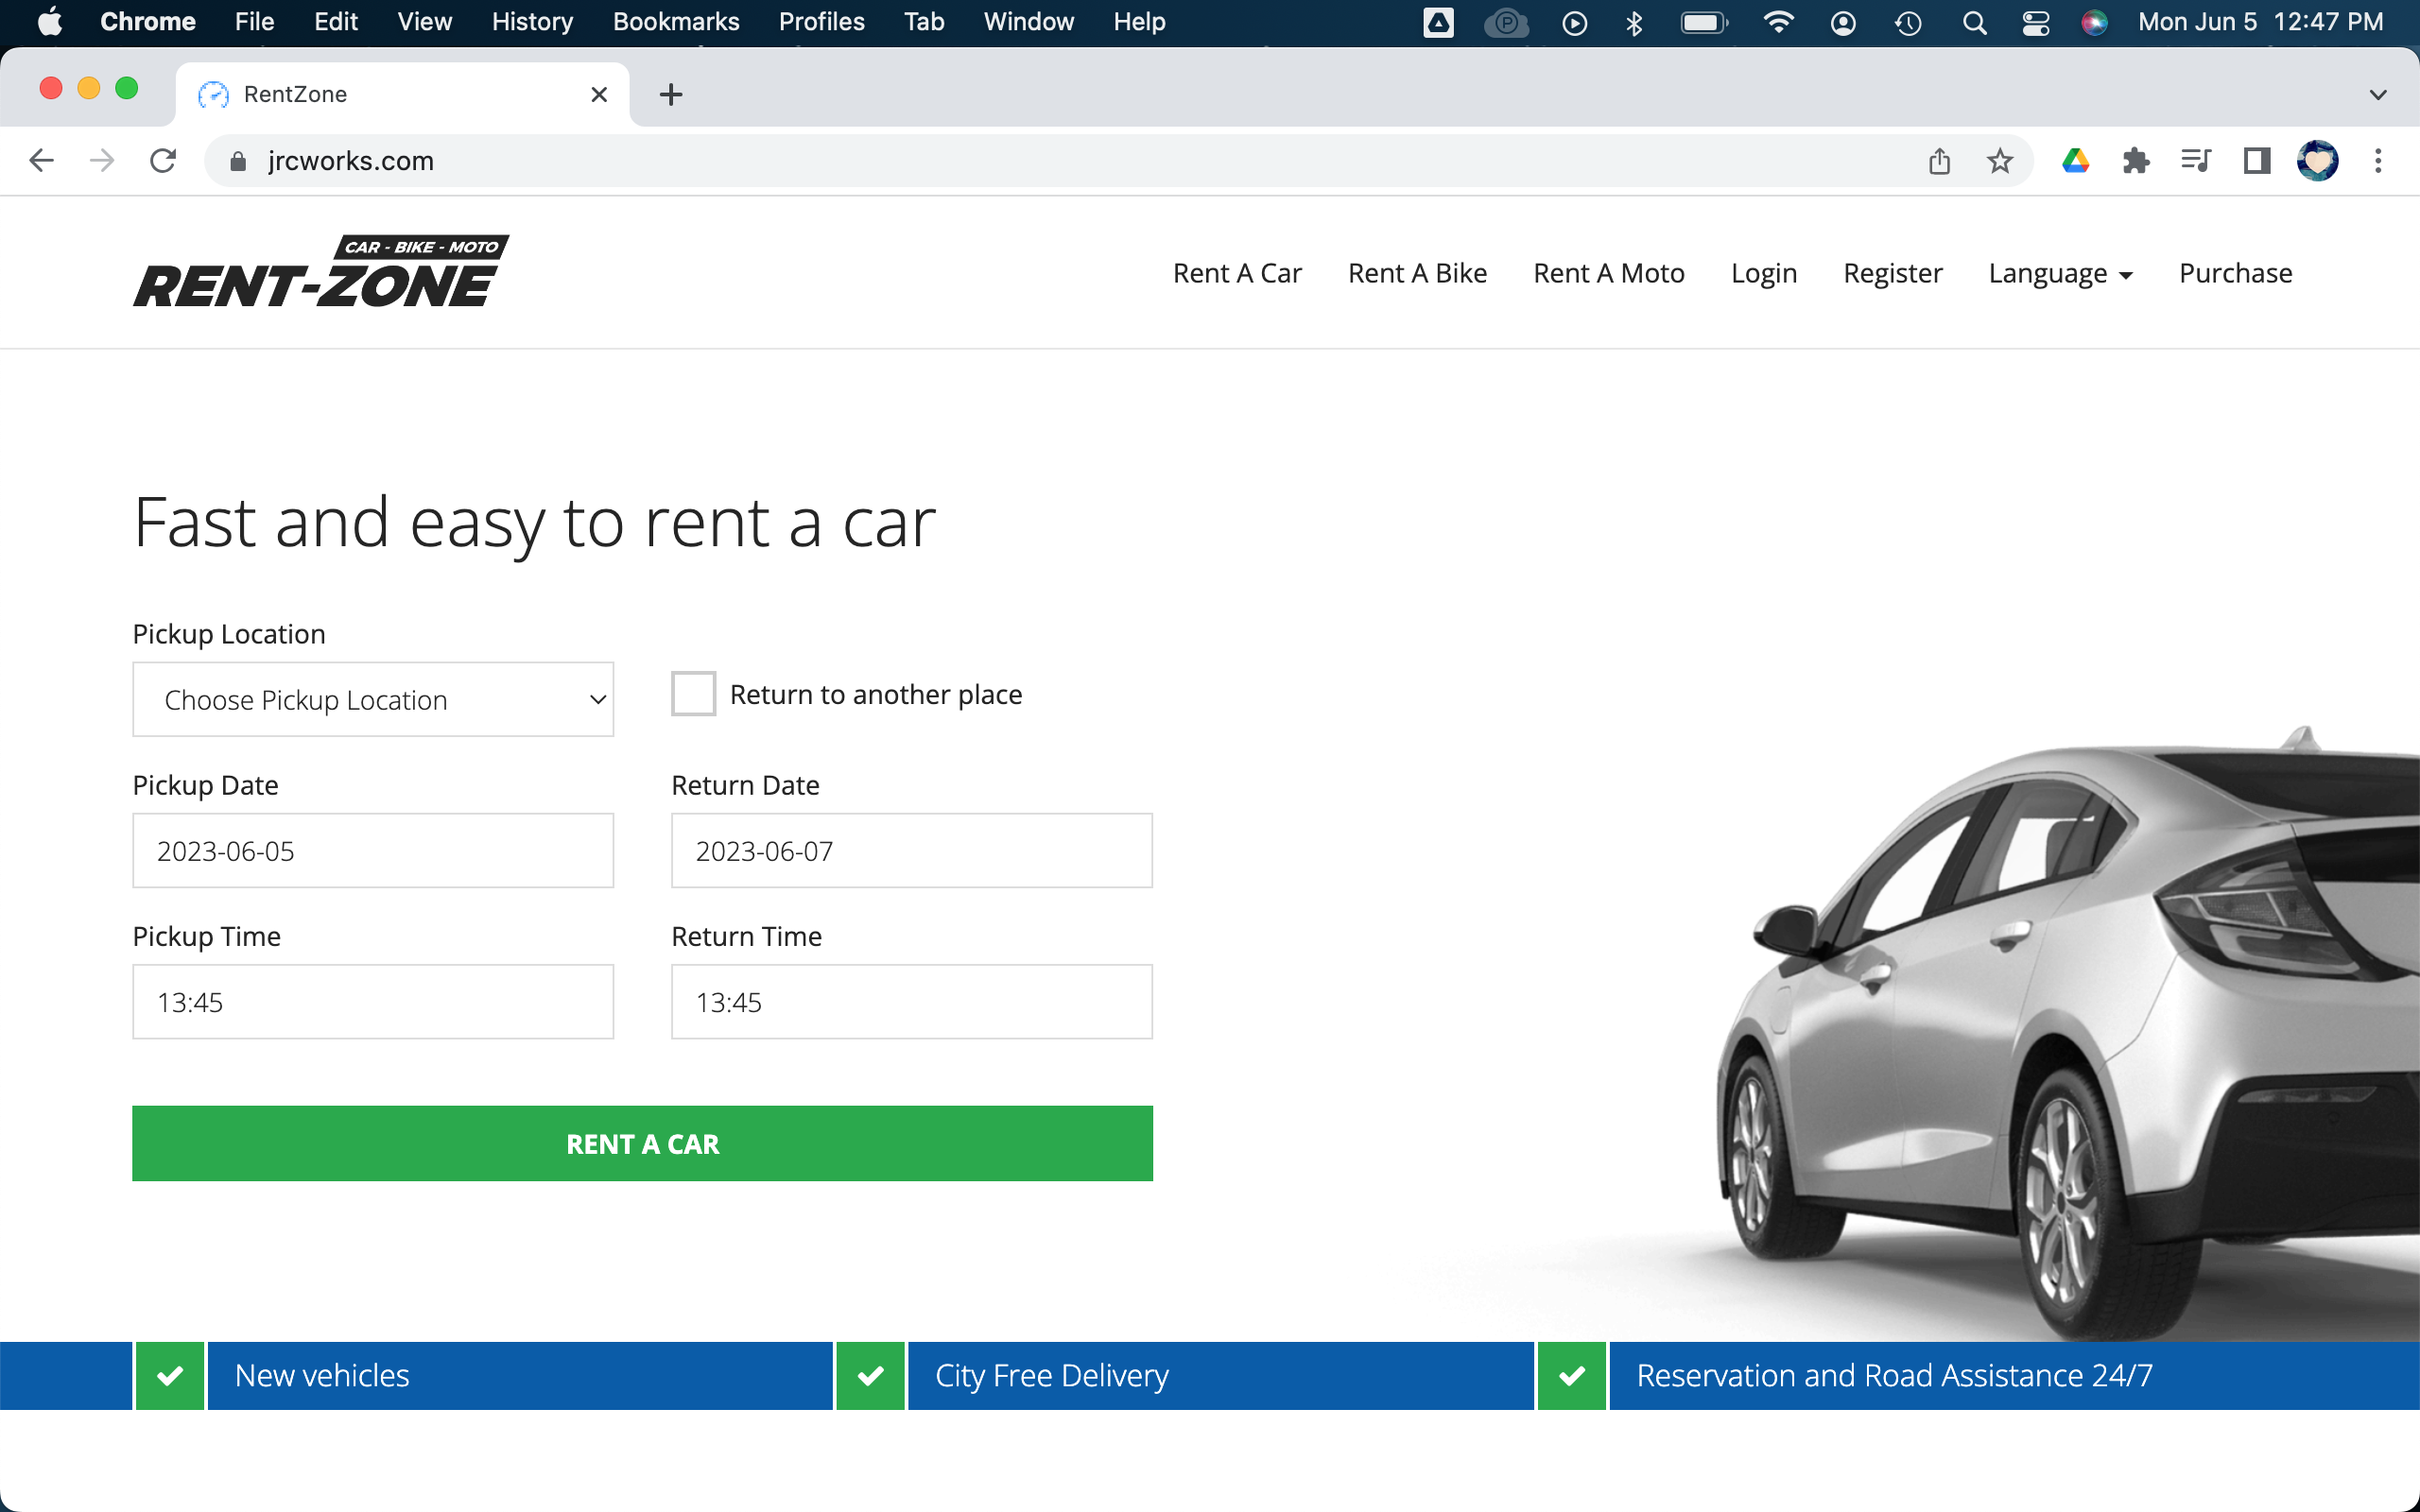 Chrome File Edit View History Bookmarks Profiles Tab Window Help Mon Jun 5 12:47 PM
RentZone
jrcworks.com
CAR - BIKE - MOTO
RENT-ZONE
Rent A Car Rent A Bike Rent A Moto Login Register Language Purchase
Fast and easy to rent a car
Pickup Location
Choose Pickup Location
Return to another place
Pickup Date Return Date
2023-06-05 2023-06-07
Pickup Time Return Time
13:45 13:45
RENT A CAR
New vehicles City Free Delivery Reservation and Road Assistance 24/7